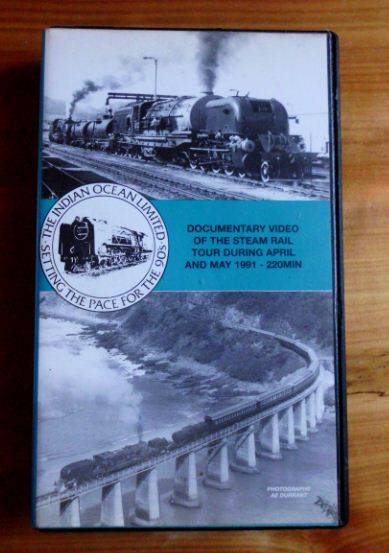 THE INDIAN OCEAN LIMITED
SETTING THE PACE FOR THE 90s
DOCUMENTARY VIDEO
OF THE STEAM RAIL
TOUR DURING APRIL
AND MAY 1991 - 220MIN
PHOTOGRAPHS
AE DURRANT